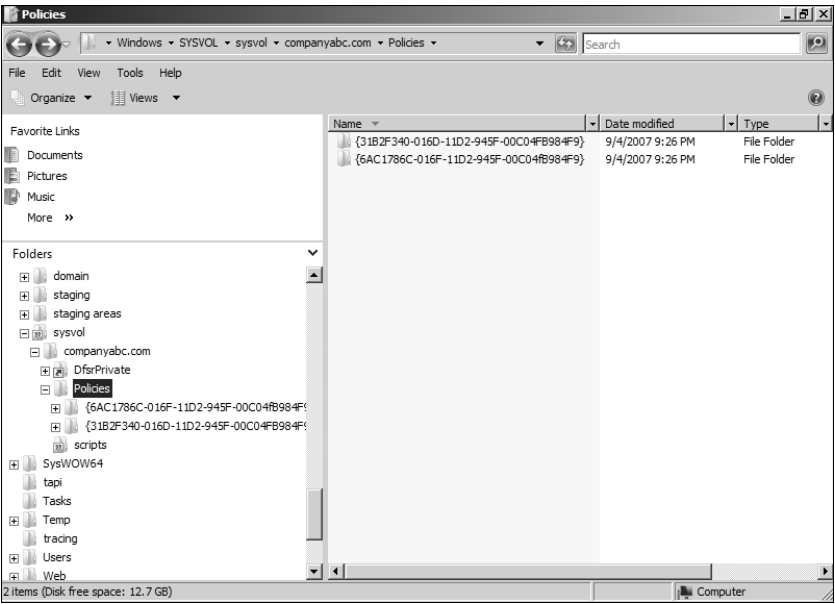 Policies
Windows SYSVOL sysvol companyabc.com Policies
Search
File Edit View Tools Help
Organize Views
Favorite Links
Documents
Pictures
Music
More »
Folders
domain
staging
staging areas
sysvol
companyabc.com
DfsrPrivate
Policies
{6AC1786C-016F-11D2-945F-00C04fB984F9
{31B2F340-016D-11D2-945F-00C04FB984F9
scripts
SysWOW64
tapi
Tasks
Temp
tracing
Users
Web
Name Date modified Type
{31B2F340-016D-11D2-945F-00C04FB984F9} 9/4/2007 9:26 PM File Folder
{6AC1786C-016F-11D2-945F-00C04fB984F9} 9/4/2007 9:26 PM File Folder
2 items (Disk free space: 12.7 GB) Computer